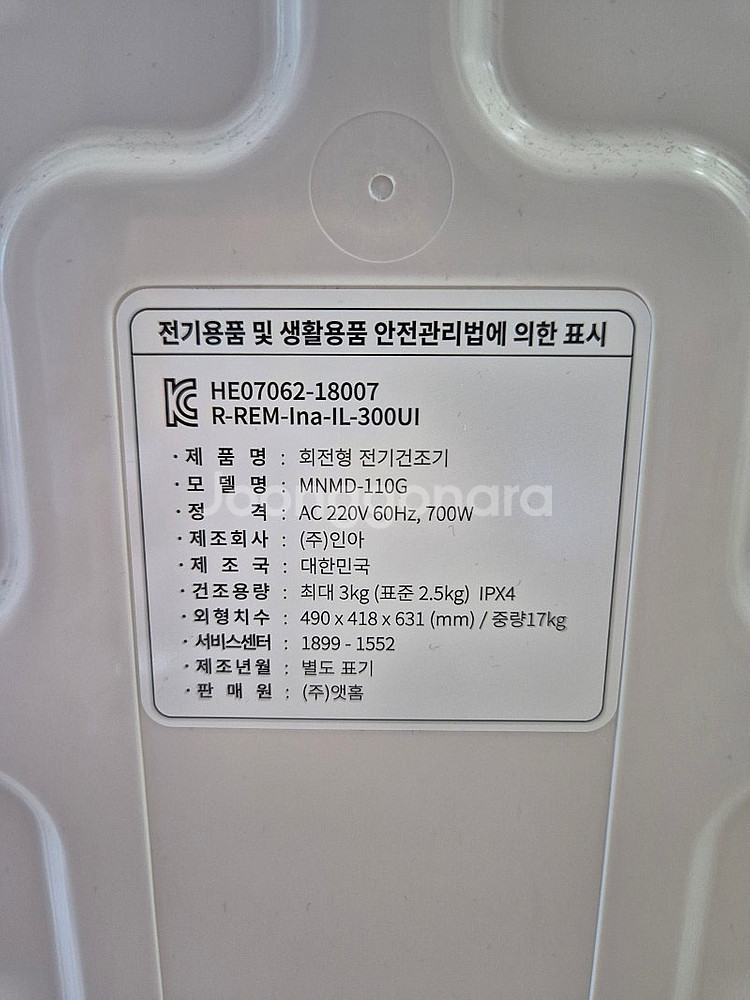 전기용품 및 생활용품 안전관리법에 의한 표시
HE07062-18007
R-REM-Ina-IL-300UI
· 제 품 명 : 회전형 전기건조기
· 모 델 명 : MNMD-110G
· 정 격 : AC 220V 60Hz, 700W
· 제조회사 : (주)인아
· 제 조 국 : 대한민국
· 건조용량 : 최대 3kg (표준 2.5kg) IPX4
· 외형치수 : 490 x 418 x 631 (mm) / 중량17kg
· 서비스센터 : 1899 - 1552
· 제조년월 : 별도 표기
· 판 매 원 : (주)앳홈
Joonggonara